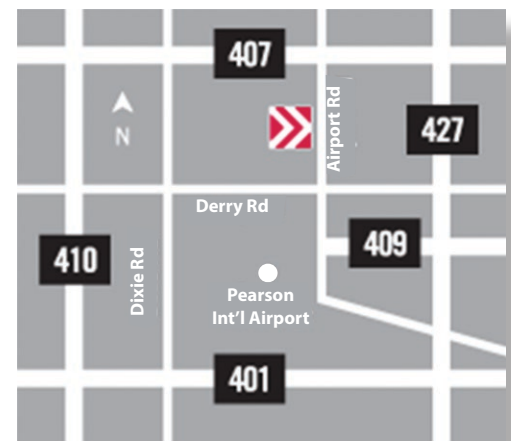 407
Airport Rd
427
N
Derry Rd
409
410
Dixie Rd
Pearson
Int'l Airport
401